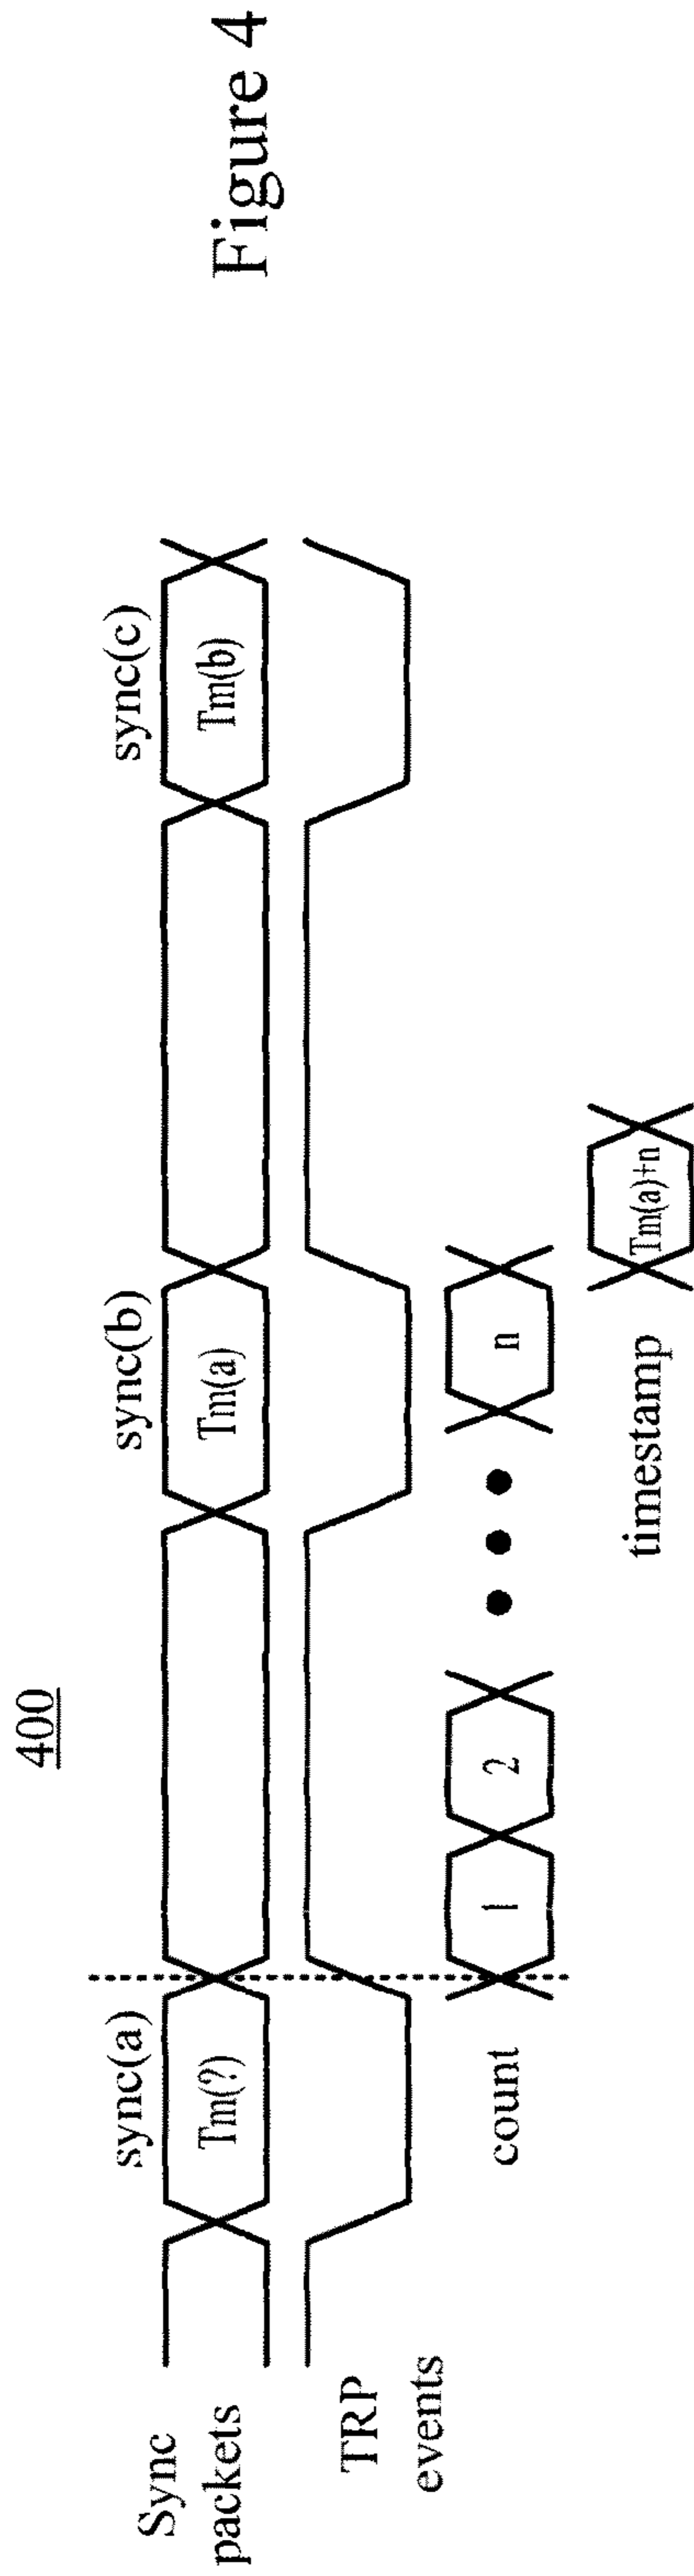 400
sync(a)
sync(b)
sync(c)
Sync
packets
Tm(?)
Tm(a)
Tm(b)
TRP
events
count
1
2
n
timestamp
Tm(a)+n
Figure 4